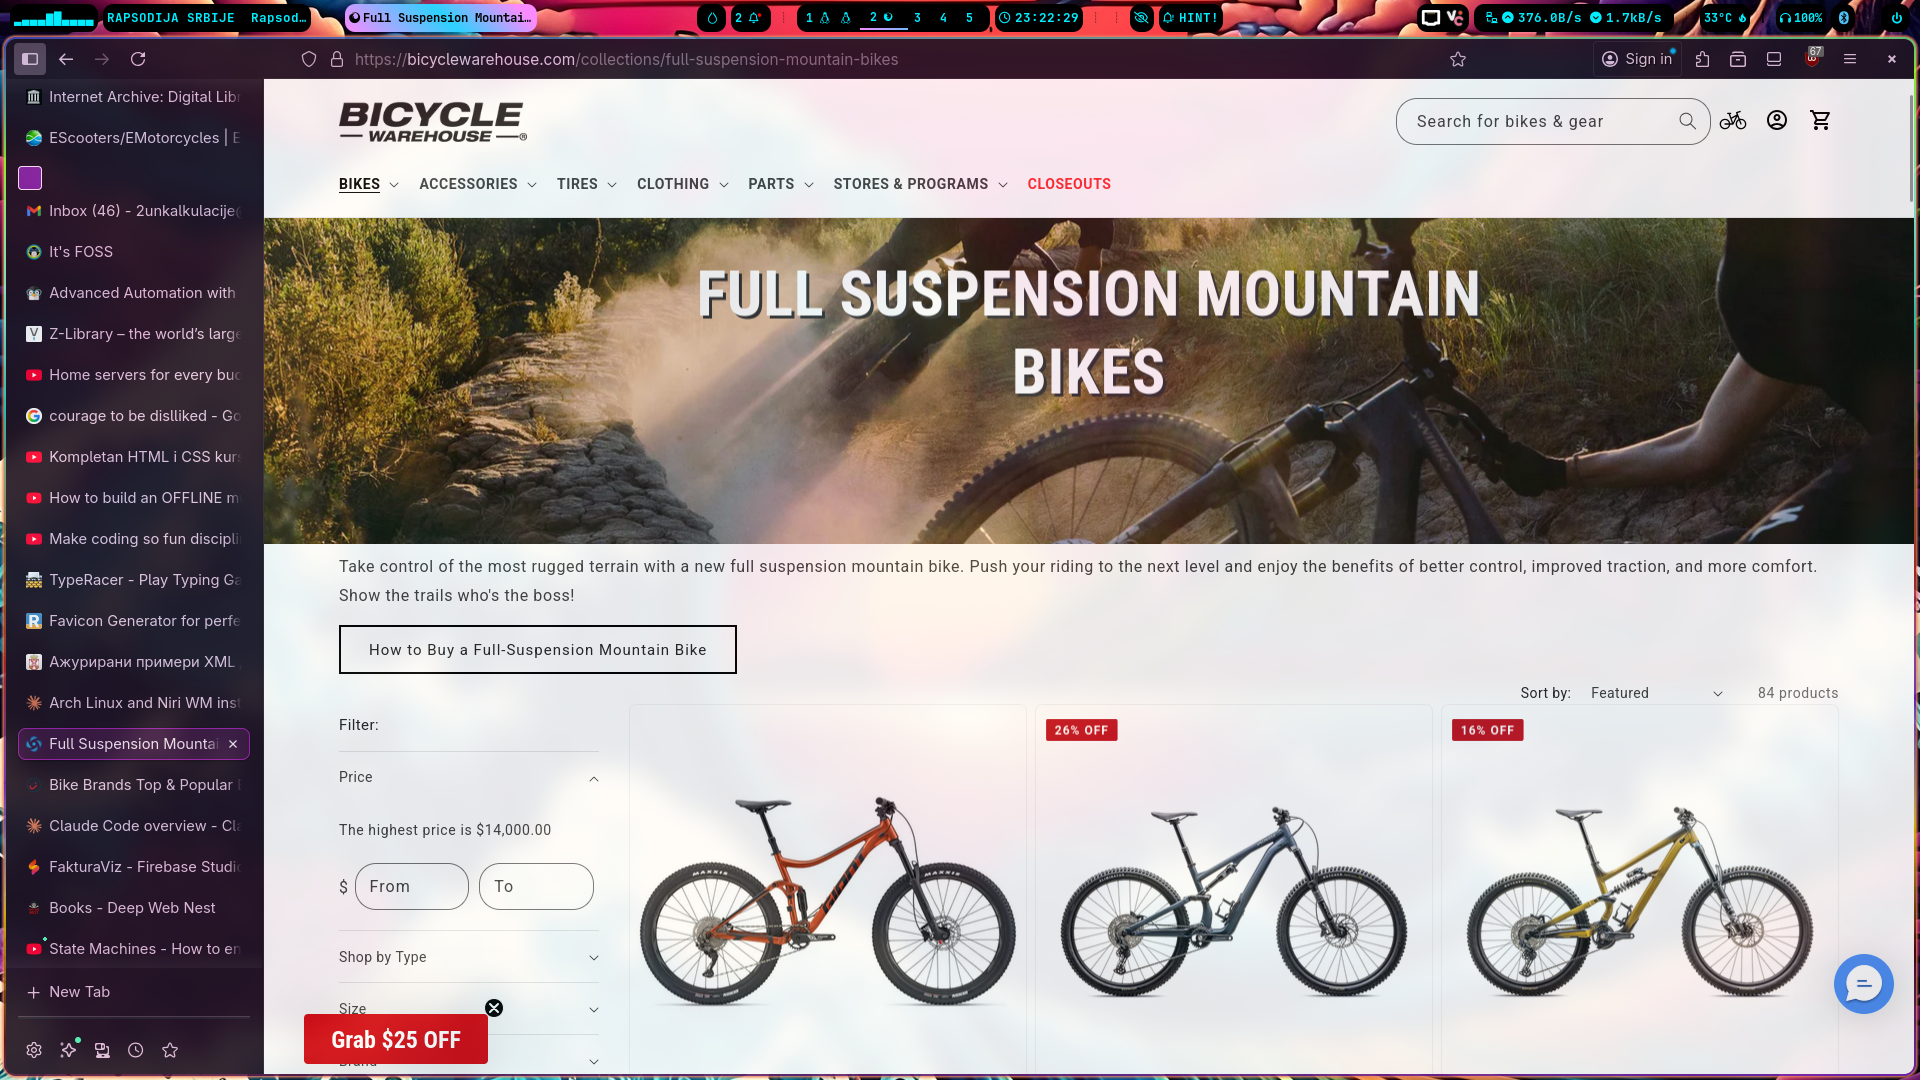 RAPSODIJA SRBIJE Rapsod…
Full Suspension Mountai…
2
1
2
3
4
5
23:22:29
HINT!
376.0B/s
1.7kB/s
33°C
100%
https://bicyclewarehouse.com/collections/full-suspension-mountain-bikes
Sign in
67
Internet Archive: Digital Libr
EScooters/EMotorcycles | E
Inbox (46) - 2unkalkulacije@
It's FOSS
Advanced Automation with
Z-Library – the world's large
Home servers for every bud
courage to be dislliked - Go
Kompletan HTML i CSS kurs
How to build an OFFLINE m
Make coding so fun discipli
TypeRacer - Play Typing Ga
Favicon Generator for perfe
Ажурирани примери XML
Arch Linux and Niri WM inst
Full Suspension Mountai
Bike Brands Top & Popular
Claude Code overview - Cla
FakturaViz - Firebase Studio
Books - Deep Web Nest
State Machines - How to en
New Tab
BICYCLE
WAREHOUSE®
Search for bikes & gear
BIKES
ACCESSORIES
TIRES
CLOTHING
PARTS
STORES & PROGRAMS
CLOSEOUTS
FULL SUSPENSION MOUNTAIN
BIKES
Take control of the most rugged terrain with a new full suspension mountain bike. Push your riding to the next level and enjoy the benefits of better control, improved traction, and more comfort.
Show the trails who's the boss!
How to Buy a Full-Suspension Mountain Bike
Sort by:
Featured
84 products
Filter:
Price
The highest price is $14,000.00
$
From
To
Shop by Type
Size
Grab $25 OFF
26% OFF
16% OFF
MAXXIS
MAXXIS
GIANT